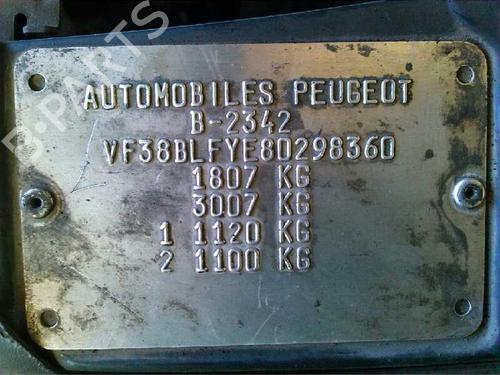 B-PARTS
AUTOMOBILES PEUGEOT
B-2342
VF38BLFYE80298360
1807 KG
3007 KG
1 1120 KG
2 1100 KG